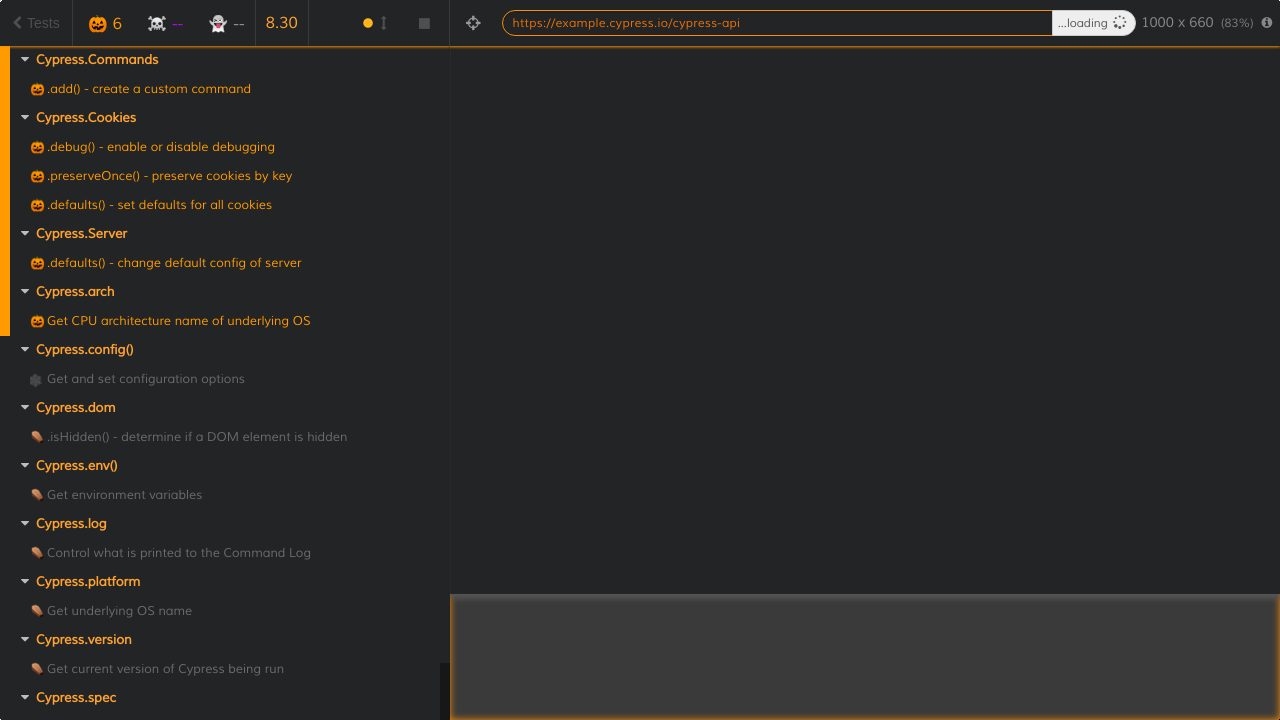 Tests 6 — -- 8.30 https://example.cypress.io/cypress-api ...loading 1000 x 660 (83%)
Cypress.Commands
.add() - create a custom command
Cypress.Cookies
.debug() - enable or disable debugging
.preserveOnce() - preserve cookies by key
.defaults() - set defaults for all cookies
Cypress.Server
.defaults() - change default config of server
Cypress.arch
Get CPU architecture name of underlying OS
Cypress.config()
Get and set configuration options
Cypress.dom
.isHidden() - determine if a DOM element is hidden
Cypress.env()
Get environment variables
Cypress.log
Control what is printed to the Command Log
Cypress.platform
Get underlying OS name
Cypress.version
Get current version of Cypress being run
Cypress.spec